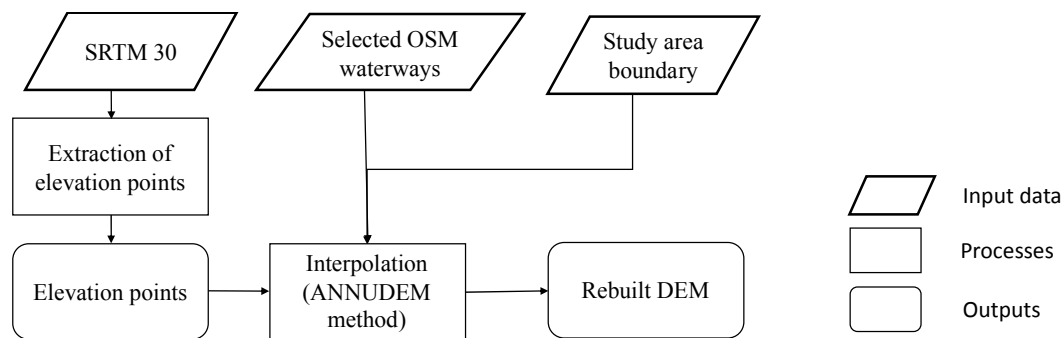 SRTM 30
Selected OSM
waterways
Study area
boundary
Extraction of
elevation points
Elevation points
Interpolation
(ANNUDEM
method)
Rebuilt DEM
Input data
Processes
Outputs